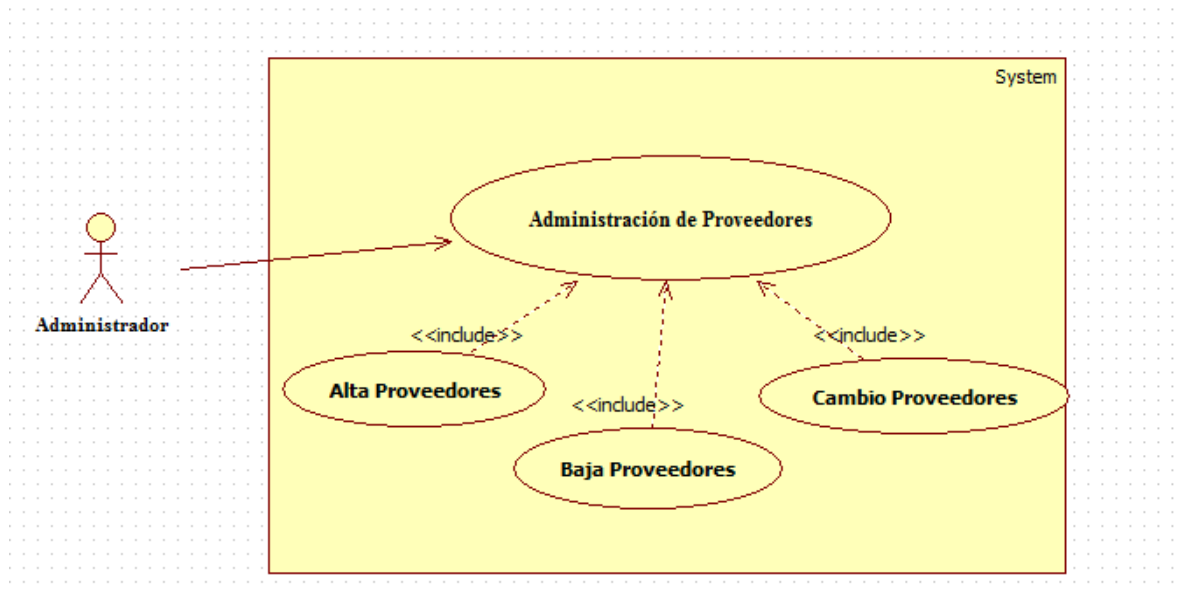 System
Administración de Proveedores
Administrador
<<include>>
<<include>>
Alta Proveedores
Cambio Proveedores
<<include>>
Baja Proveedores